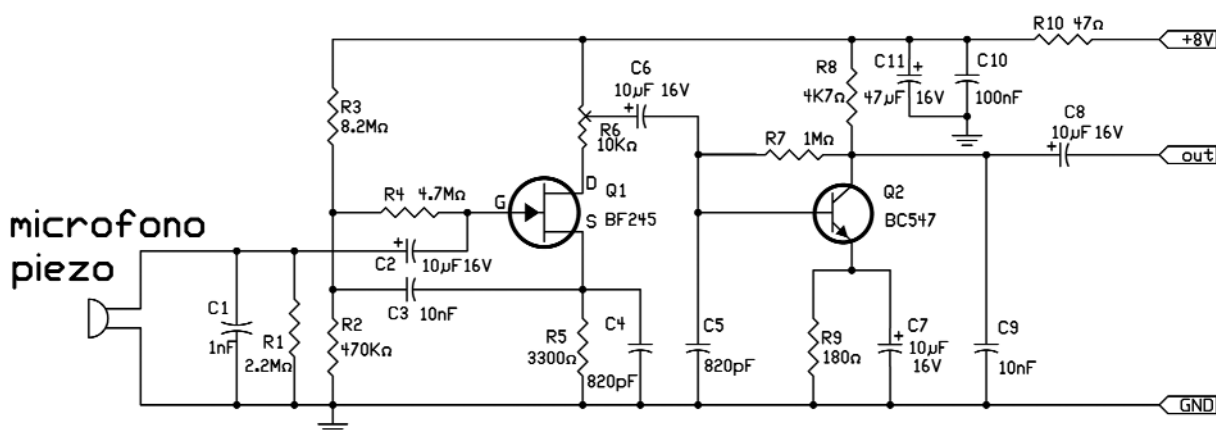 R10 47Ω
+8V
C6
10µF 16V
R8
4K7Ω
C11
+
47µF 16V
C10
100nF
R3
8.2MΩ
+
R6
10KΩ
R7 1MΩ
C8
10µF 16V
+
out
R4 4.7MΩ
G
D
Q1
S
BF245
Q2
BC547
microfono
piezo
+
C2 10µF16V
C3 10nF
C1
1nF
R1
2.2MΩ
R2
470KΩ
R5
3300Ω
C4
820pF
C5
820pF
R9
180Ω
+
C7
10µF
16V
C9
10nF
GND